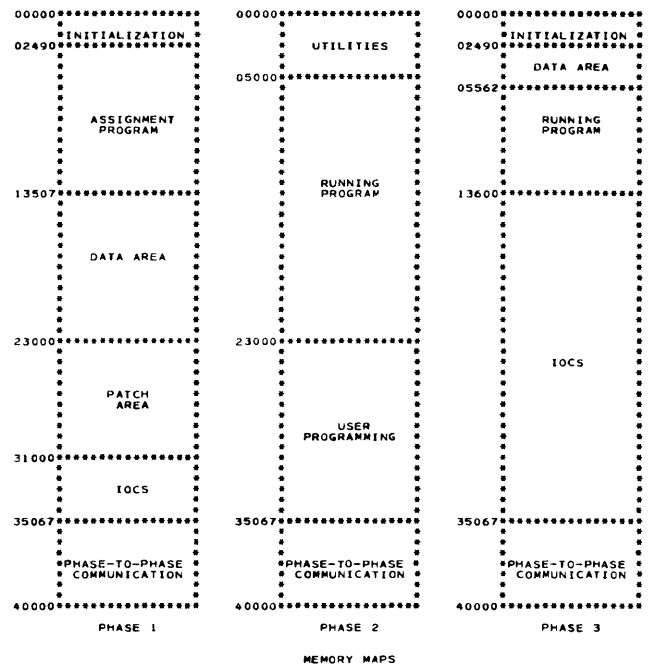 00000
INITIALIZATION
02490
ASSIGNMENT
PROGRAM
13507
DATA AREA
23000
PATCH
AREA
31000
IOCS
35067
PHASE-TO-PHASE
COMMUNICATION
40000
PHASE 1
00000
UTILITIES
05000
RUNNING
PROGRAM
23000
USER
PROGRAMMING
35067
PHASE-TO-PHASE
COMMUNICATION
40000
PHASE 2
00000
INITIALIZATION
02490
DATA AREA
05562
RUNNING
PROGRAM
13600
IOCS
35067
PHASE-TO-PHASE
COMMUNICATION
40000
PHASE 3
MEMORY MAPS